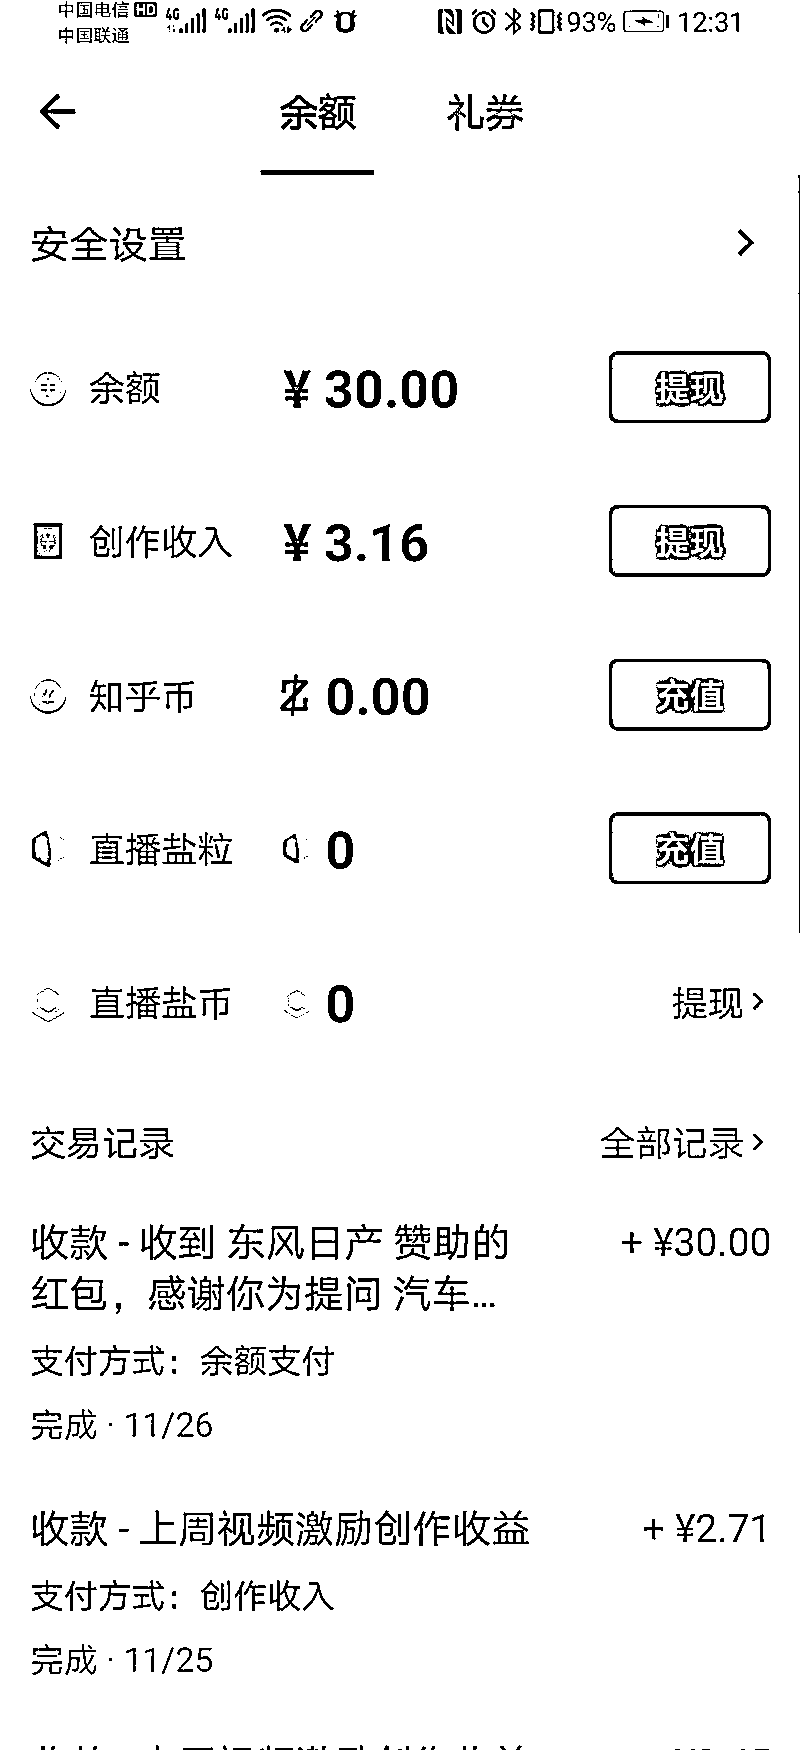 中国电信 HD 4G 4G 93% 12:31
中国联通
余额 礼券
安全设置
余额 ¥ 30.00 提现
创作收入 ¥ 3.16 提现
知乎币 0.00 充值
直播盐粒 0 充值
直播盐币 0 提现
交易记录 全部记录
收款 - 收到 东风日产 赞助的 + ¥30.00
红包，感谢你为提问 汽车...
支付方式：余额支付
完成 · 11/26
收款 - 上周视频激励创作收益 + ¥2.71
支付方式：创作收入
完成 · 11/25